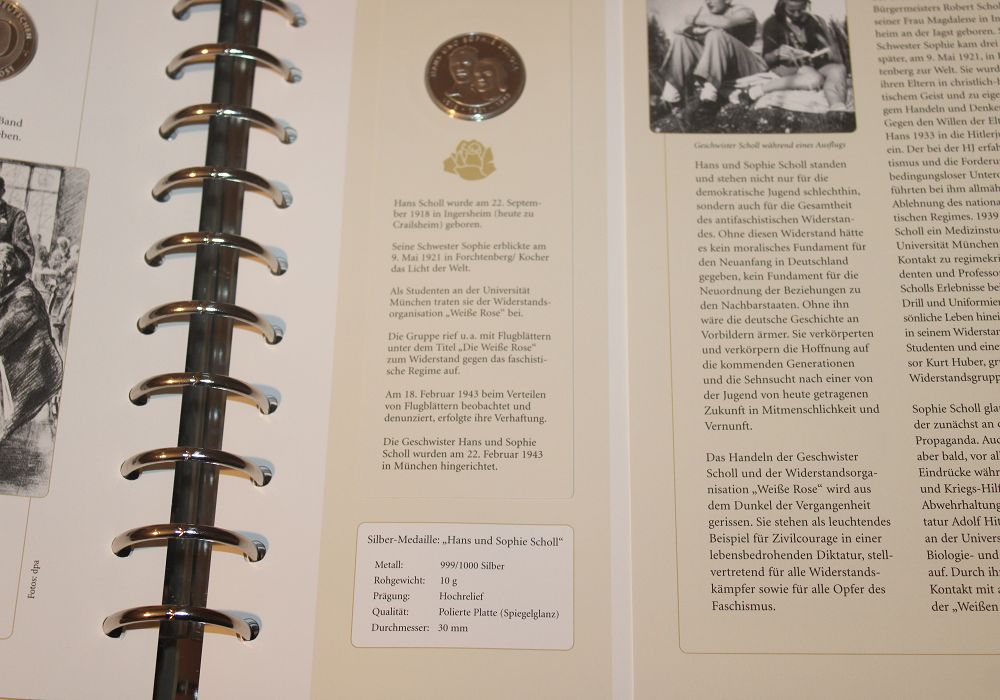 Band
ben.
Fotos: dpa
HANS UND SOPHIE SCHOLL
Hans Scholl wurde am 22. Septem-
ber 1918 in Ingersheim (heute zu
Crailsheim) geboren.
Seine Schwester Sophie erblickte am
9. Mai 1921 in Forchtenberg/ Kocher
das Licht der Welt.
Als Studenten an der Universität
München traten sie der Widerstands-
organisation „Weiße Rose“ bei.
Die Gruppe rief u. a. mit Flugblättern
unter dem Titel „Die Weiße Rose“
zum Widerstand gegen das faschisti-
sche Regime auf.
Am 18. Februar 1943 beim Verteilen
von Flugblättern beobachtet und
denunziert, erfolgte ihre Verhaftung.
Die Geschwister Hans und Sophie
Scholl wurden am 22. Februar 1943
in München hingerichtet.
Silber-Medaille: „Hans und Sophie Scholl“
Metall: 999/1000 Silber
Rohgewicht: 10 g
Prägung: Hochrelief
Qualität: Polierte Platte (Spiegelglanz)
Durchmesser: 30 mm
Geschwister Scholl während eines Ausflugs
Hans und Sophie Scholl standen
und stehen nicht nur für die
demokratische Jugend schlechthin,
sondern auch für die Gesamtheit
des antifaschistischen Widerstan-
des. Ohne diesen Widerstand hätte
es kein moralisches Fundament für
den Neuanfang in Deutschland
gegeben, kein Fundament für die
Neuordnung der Beziehungen zu
den Nachbarstaaten. Ohne ihn
wäre die deutsche Geschichte an
Vorbildern ärmer. Sie verkörperten
und verkörpern die Hoffnung auf
die kommenden Generationen
und die Sehnsucht nach einer von
der Jugend von heute getragenen
Zukunft in Mitmenschlichkeit und
Vernunft.
Das Handeln der Geschwister
Scholl und der Widerstandsorga-
nisation „Weiße Rose“ wird aus
dem Dunkel der Vergangenheit
gerissen. Sie stehen als leuchtendes
Beispiel für Zivilcourage in einer
lebensbedrohenden Diktatur, stell-
vertretend für alle Widerstands-
kämpfer sowie für alle Opfer des
Faschismus.
Bürgermeisters Robert Schol
seiner Frau Magdalene in In
heim an der Jagst geboren. S
Schwester Sophie kam drei
später, am 9. Mai 1921, in
tenberg zur Welt. Sie wurd
ihren Eltern in christlich-
tischem Geist und zu eige
gem Handeln und Denke
Gegen den Willen der Elt
Hans 1933 in die Hitlerj
ein. Der bei der HJ erfah
tismus und die Forderu
bedingungsloser Untero
führten bei ihm allmäh
Ablehnung des nationa
tischen Regimes. 1939
Scholl ein Medizinstu
Universität München
Kontakt zu regimekri
denten und Professor
Scholls Erlebnisse bei
Drill und Uniformier
sönliche Leben hinei
in seinem Widerstan
Studenten und eine
sor Kurt Huber, gr
Widerstandsgrupp
Sophie Scholl gla
der zunächst an d
Propaganda. Auc
aber bald, vor al
Eindrücke währ
und Kriegs-Hilf
Abwehrhaltung
tatur Adolf Hit
an der Univers
Biologie- und
auf. Durch ihr
Kontakt mit a
der „Weißen